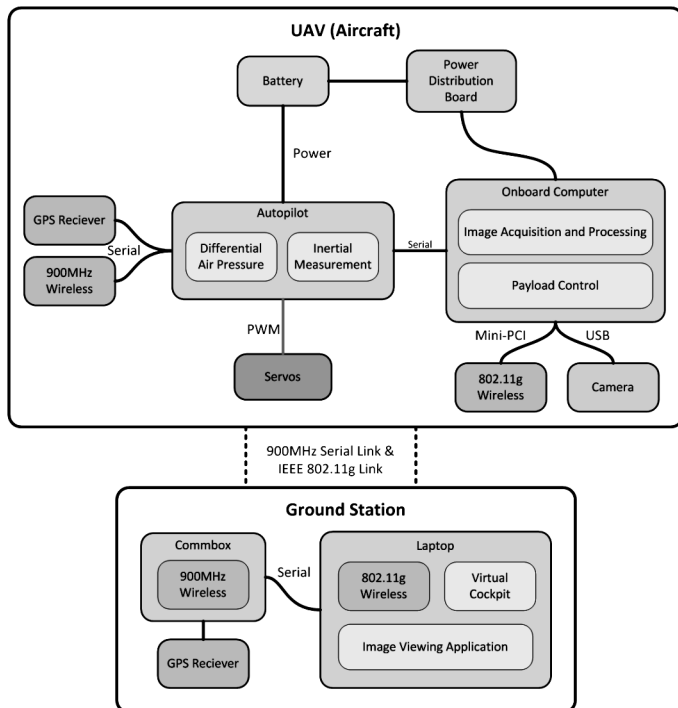 UAV (Aircraft)
Battery
Power
Distribution
Board
Power
Onboard Computer
Image Acquisition and Processing
Payload Control
GPS Reciever
Serial
900MHz
Wireless
Autopilot
Differential
Air Pressure
Inertial
Measurement
Serial
PWM
Servos
Mini-PCI
USB
802.11g
Wireless
Camera
900MHz Serial Link &
IEEE 802.11g Link
Ground Station
Commbox
900MHz
Wireless
GPS Reciever
Serial
Laptop
802.11g
Wireless
Virtual
Cockpit
Image Viewing Application